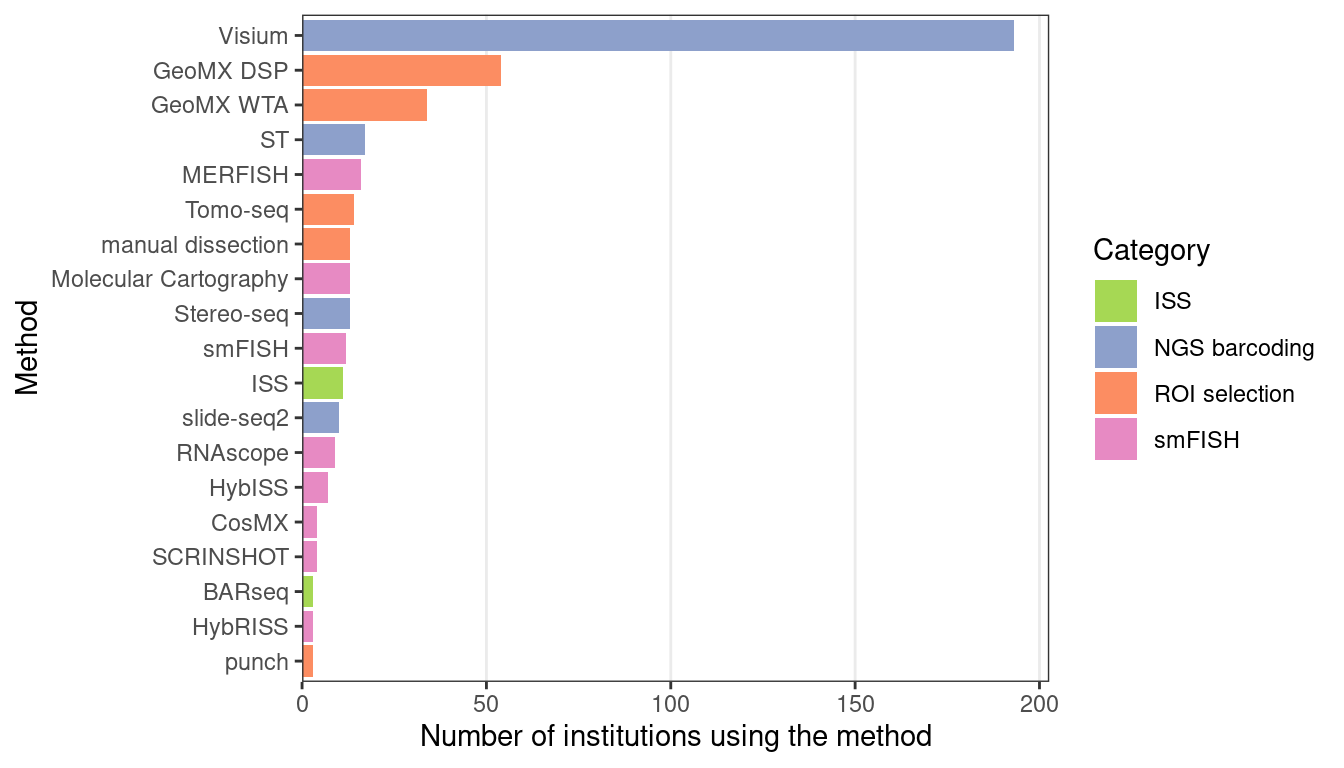 Method
Visium
GeoMX DSP
GeoMX WTA
ST
MERFISH
Tomo-seq
manual dissection
Molecular Cartography
Stereo-seq
smFISH
ISS
slide-seq2
RNAscope
HybISS
CosMX
SCRINSHOT
BARseq
HybRISS
punch
0 50 100 150 200
Number of institutions using the method
Category
ISS
NGS barcoding
ROI selection
smFISH